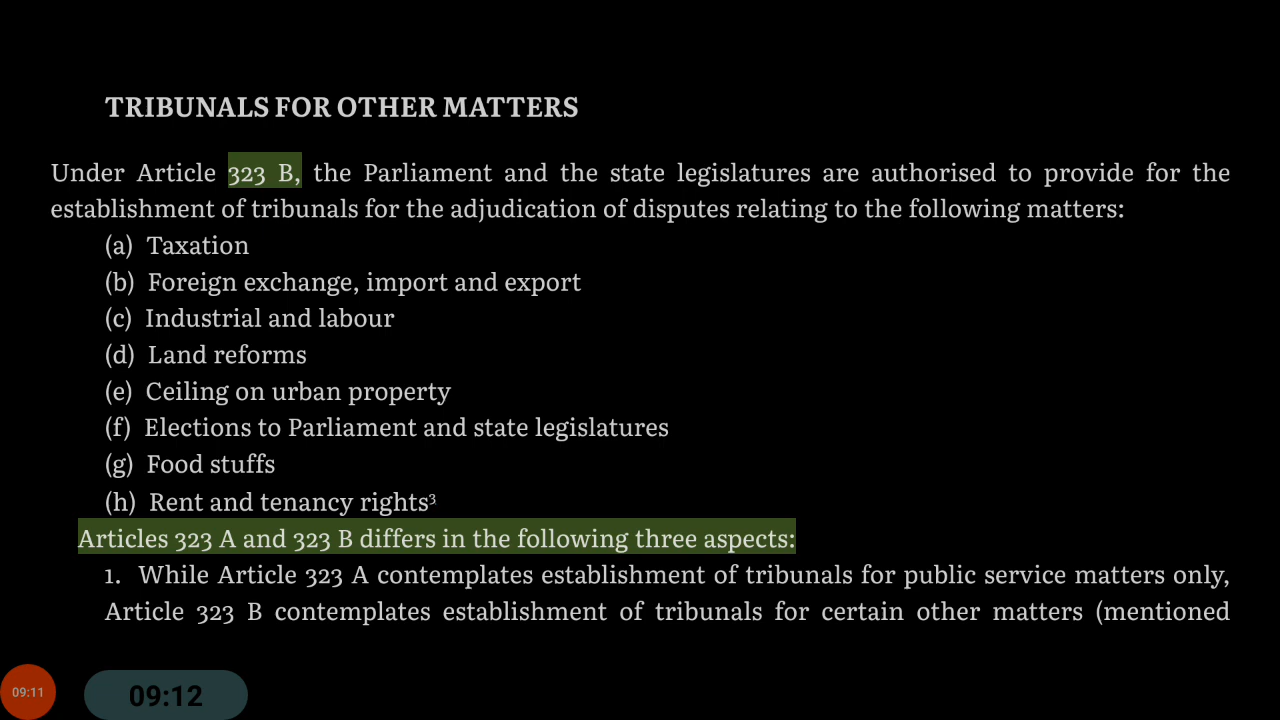 TRIBUNALS FOR OTHER MATTERS
Under Article 323 B, the Parliament and the state legislatures are authorised to provide for the
establishment of tribunals for the adjudication of disputes relating to the following matters:
(a) Taxation
(b) Foreign exchange, import and export
(c) Industrial and labour
(d) Land reforms
(e) Ceiling on urban property
(f) Elections to Parliament and state legislatures
(g) Food stuffs
(h) Rent and tenancy rights³
Articles 323 A and 323 B differs in the following three aspects:
1. While Article 323 A contemplates establishment of tribunals for public service matters only,
Article 323 B contemplates establishment of tribunals for certain other matters (mentioned
09:11
09:12